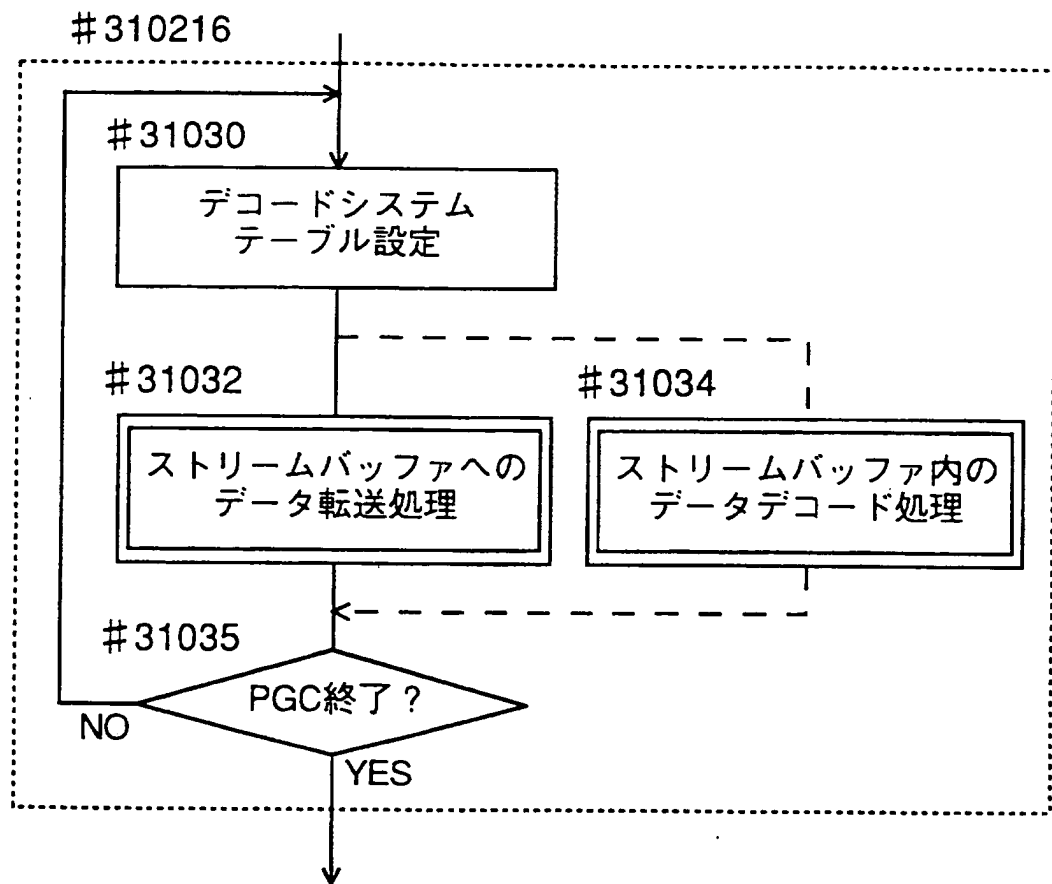 #310216
#31030
デコードシステム
テーブル設定
#31032
#31034
ストリームバッファへの
データ転送処理
ストリームバッファ内の
データデコード処理
#31035
PGC終了?
NO
YES